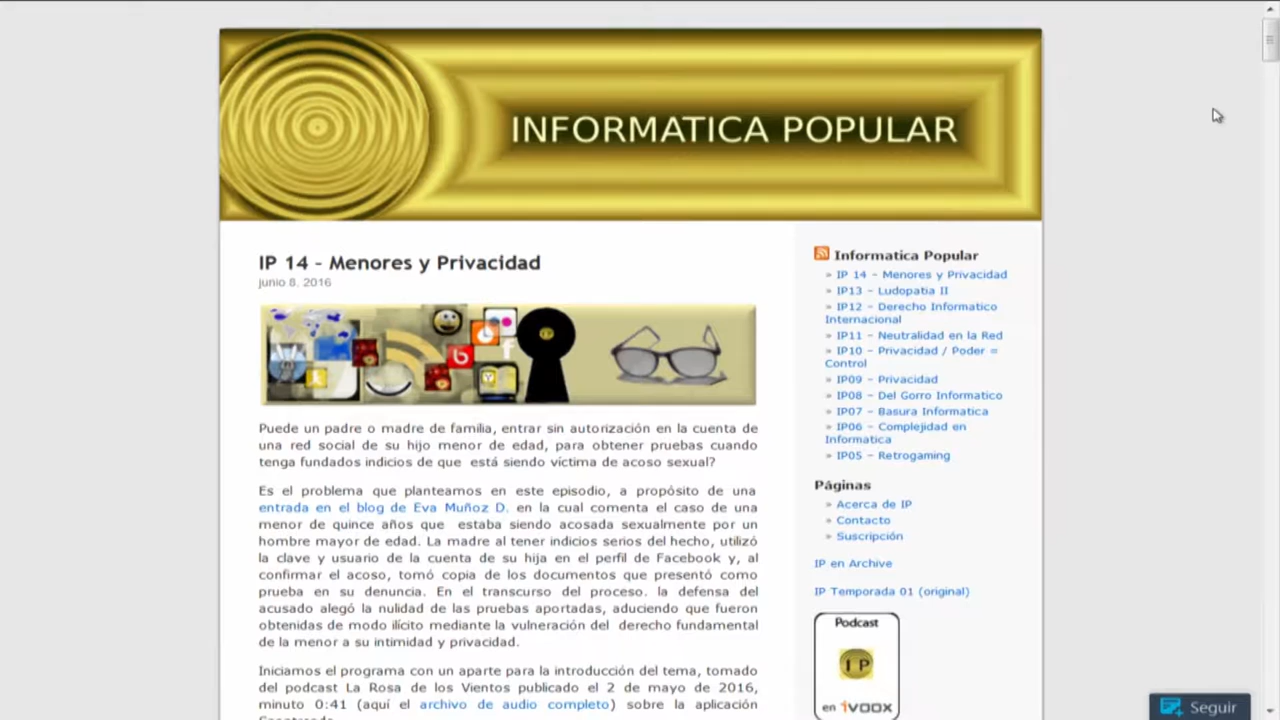 INFORMATICA POPULAR
IP 14 – Menores y Privacidad
junio 8, 2016
Puede un padre o madre de familia, entrar sin autorización en la cuenta de
una red social de su hijo menor de edad, para obtener pruebas cuando
tenga fundados indicios de que está siendo víctima de acoso sexual?
Es el problema que planteamos en este episodio, a propósito de una
entrada en el blog de Eva Muñoz D. en la cual comenta el caso de una
menor de quince años que estaba siendo acosada sexualmente por un
hombre mayor de edad. La madre al tener indicios serios del hecho, utilizó
la clave y usuario de la cuenta de su hija en el perfil de Facebook y, al
confirmar el acoso, tomó copia de los documentos que presentó como
prueba en su denuncia. En el transcurso del proceso. la defensa del
acusado alegó la nulidad de las pruebas aportadas, aduciendo que fueron
obtenidas de modo ilícito mediante la vulneración del derecho fundamental
de la menor a su intimidad y privacidad.
Iniciamos el programa con un aparte para la introducción del tema, tomado
del podcast La Rosa de los Vientos publicado el 2 de mayo de 2016,
minuto 0:41 (aquí el archivo de audio completo) sobre la aplicación
Informatica Popular
» IP 14 – Menores y Privacidad
» IP13 – Ludopatia II
» IP12 – Derecho Informatico
Internacional
» IP11 – Neutralidad en la Red
» IP10 – Privacidad / Poder =
Control
» IP09 – Privacidad
» IP08 – Del Gorro Informatico
» IP07 – Basura Informatica
» IP06 – Complejidad en
Informatica
» IP05 – Retrogaming
Páginas
» Acerca de IP
» Contacto
» Suscripción
IP en Archive
IP Temporada 01 (original)
Podcast
IP
en iVOOX
Seguir